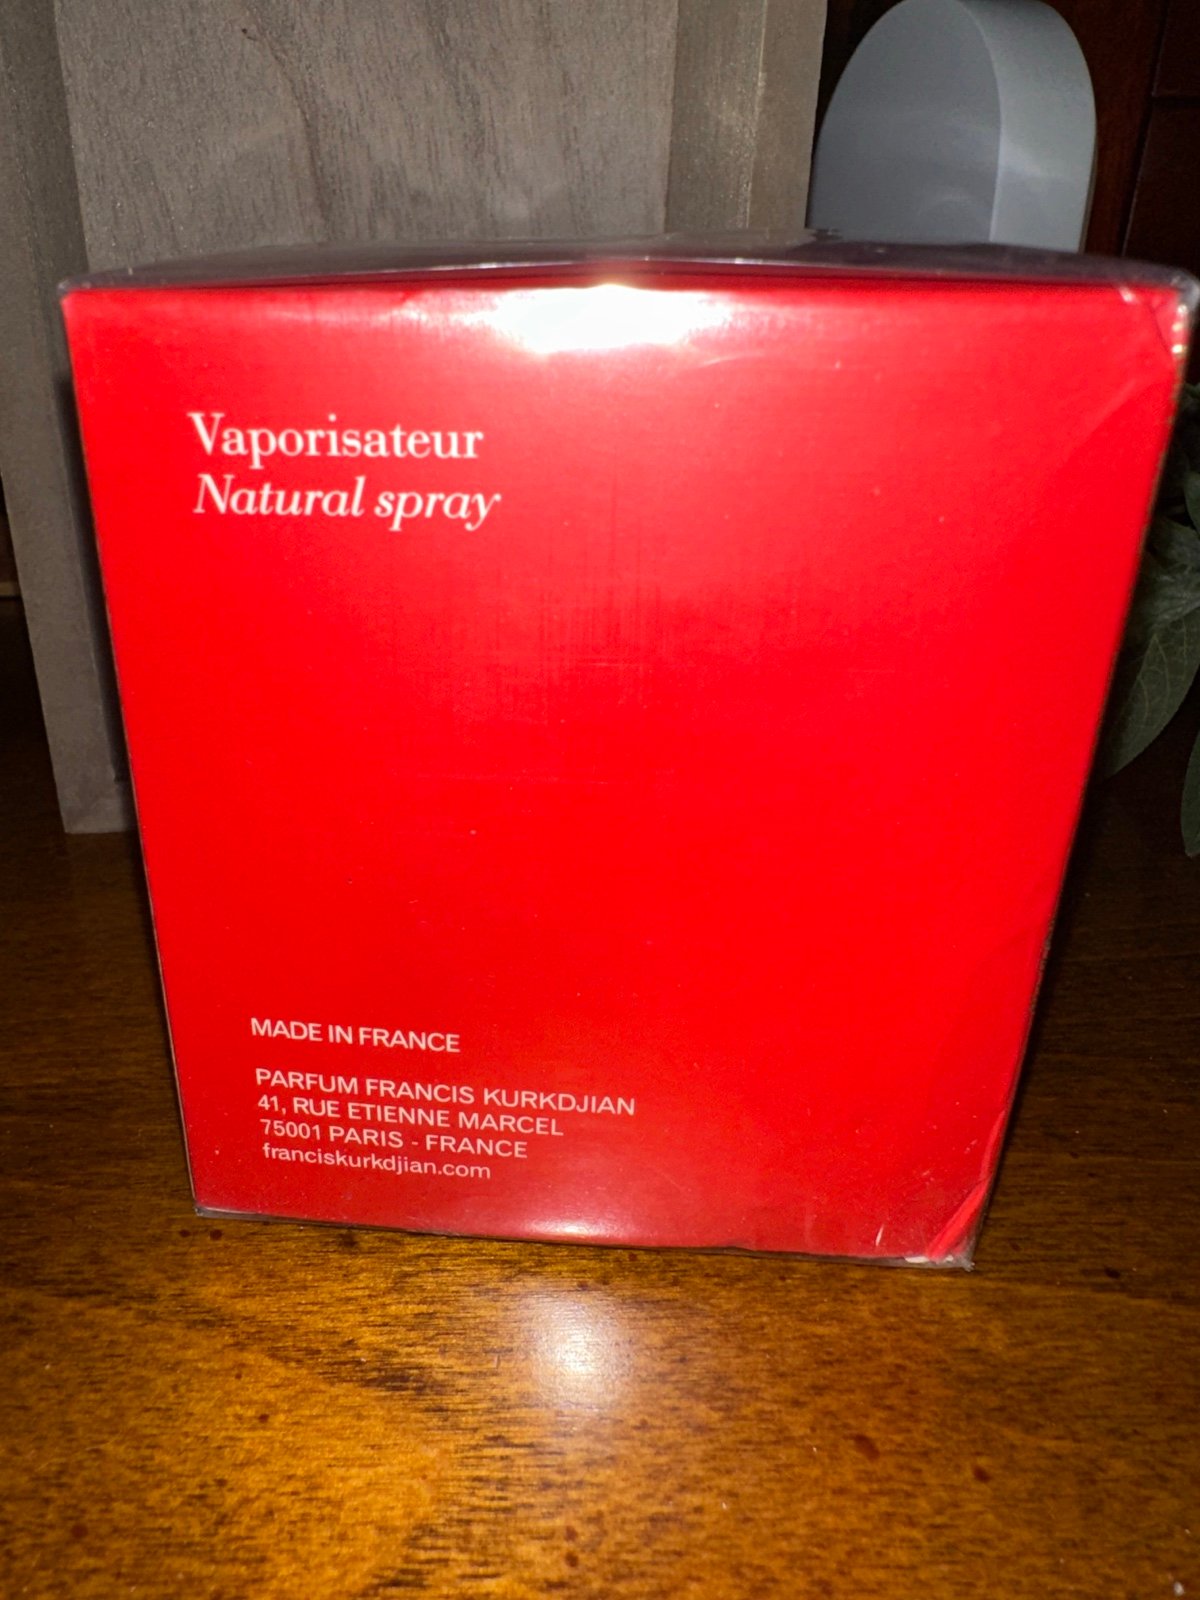 Vaporisateur
Natural spray
MADE IN FRANCE
PARFUM FRANCIS KURKDJIAN
41, RUE ETIENNE MARCEL
75001 PARIS - FRANCE
franciskurkdjian.com